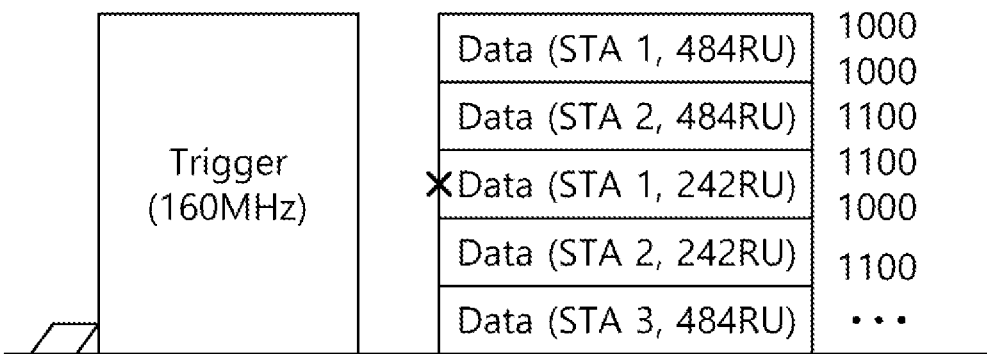 Trigger
(160MHz)
Data (STA 1, 484RU)
Data (STA 2, 484RU)
Data (STA 1, 242RU)
Data (STA 2, 242RU)
Data (STA 3, 484RU)
1000
1000
1100
1100
1000
1100
...